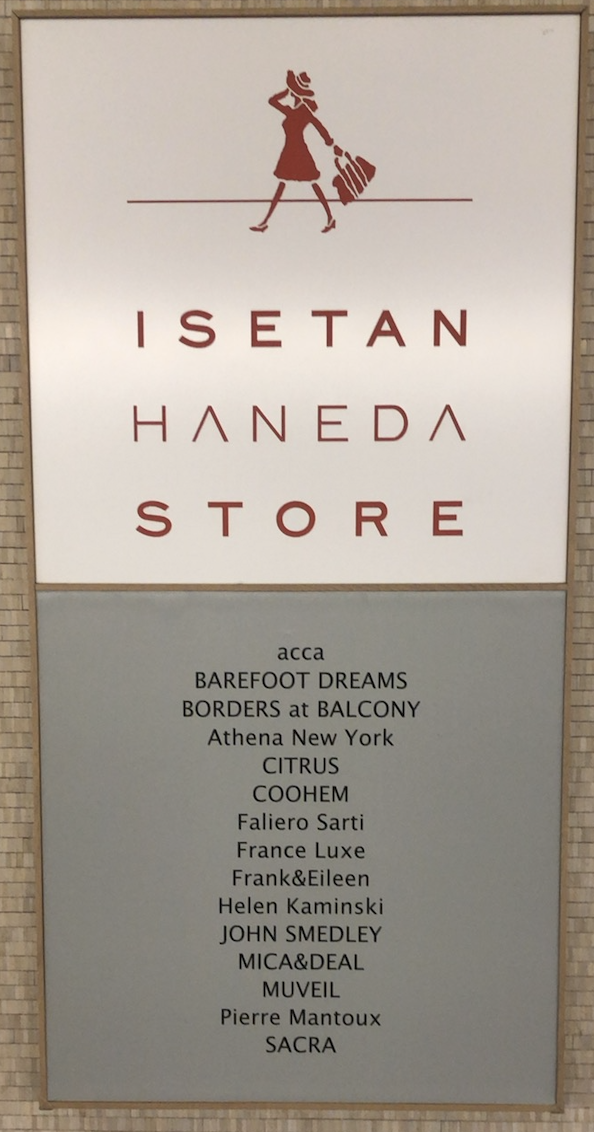 ISETAN
HANEDA
STORE
acca
BAREFOOT DREAMS
BORDERS at BALCONY
Athena New York
CITRUS
COOHEM
Faliero Sarti
France Luxe
Frank&Eileen
Helen Kaminski
JOHN SMEDLEY
MICA&DEAL
MUVEIL
Pierre Mantoux
SACRA